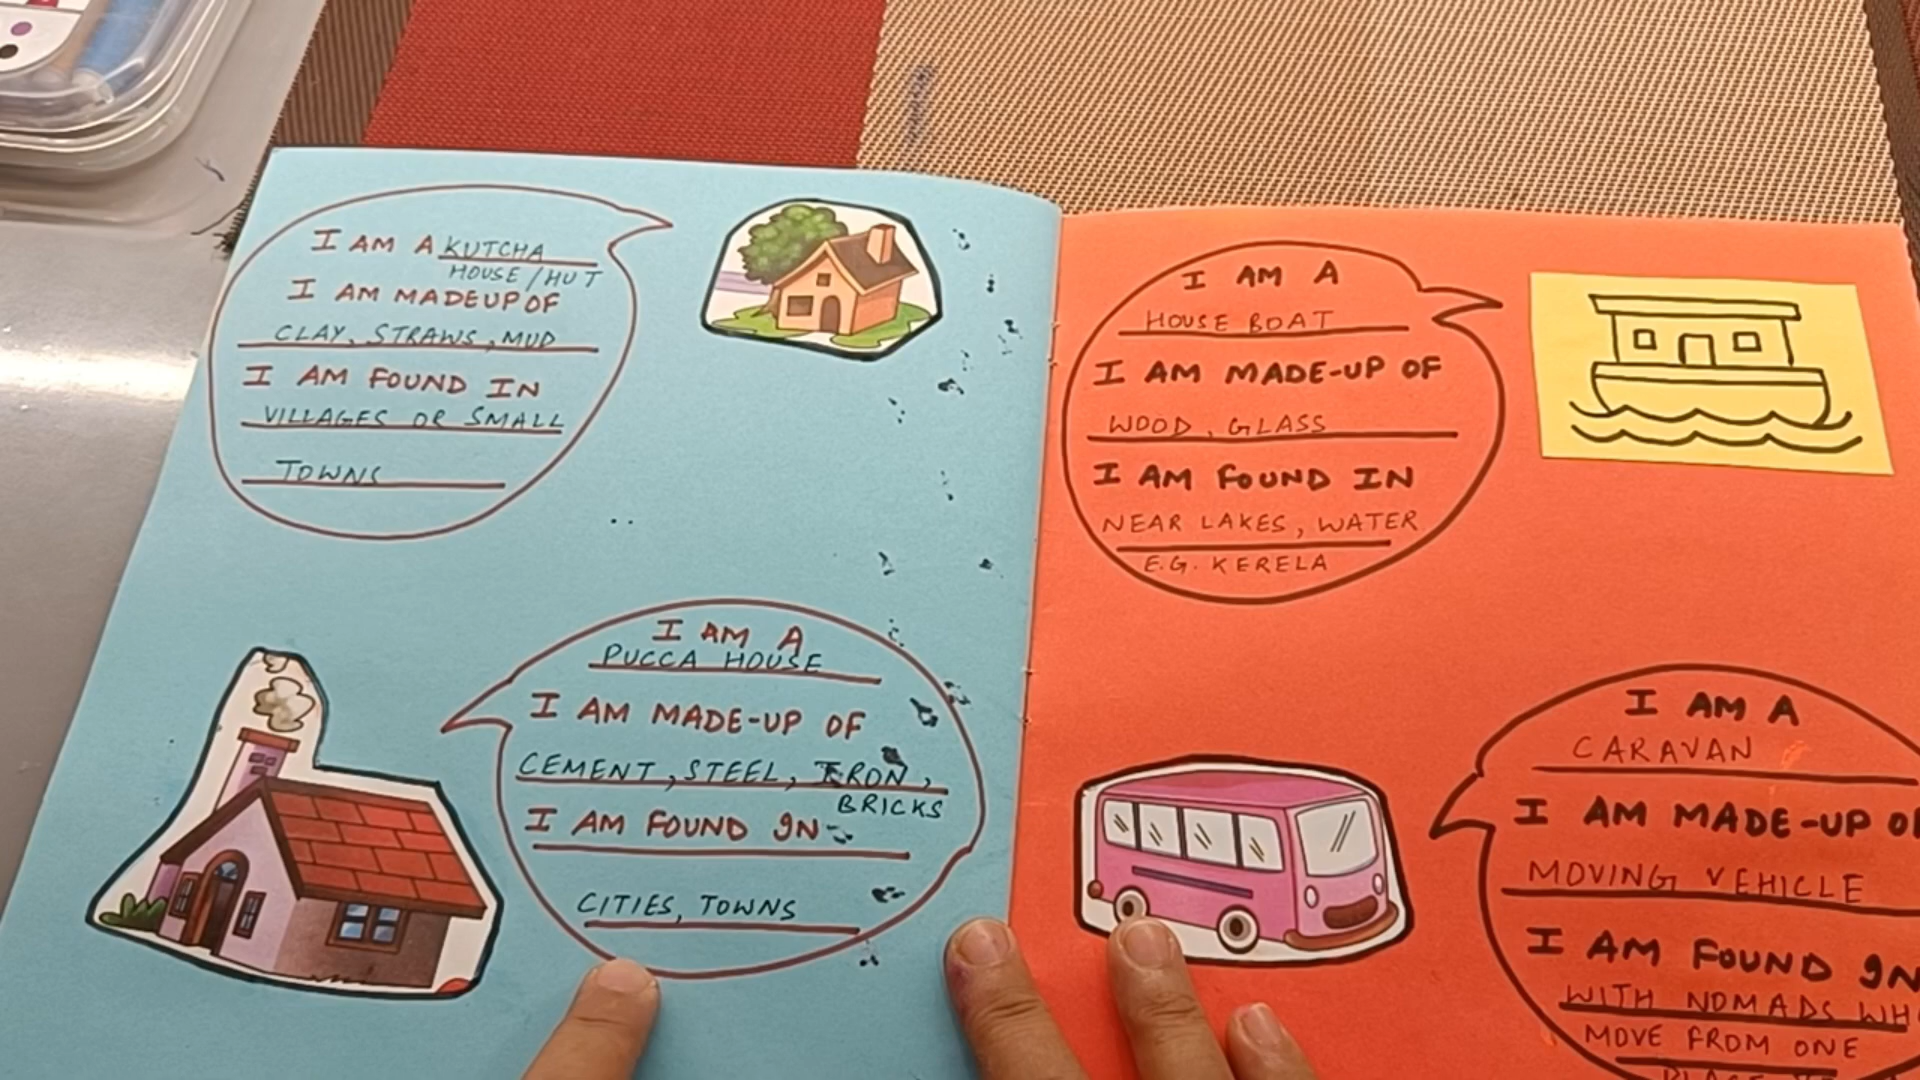 I AM A KUTCHA
HOUSE/HUT
I AM MADEUP OF
CLAY, STRAWS, MUD
I AM FOUND IN
VILLAGES OR SMALL
TOWNS
I AM A
PUCCA HOUSE
I AM MADE-UP OF
CEMENT, STEEL, IRON,
BRICKS
I AM FOUND IN
CITIES, TOWNS
I AM A
HOUSE BOAT
I AM MADE-UP OF
WOOD, GLASS
I AM FOUND IN
NEAR LAKES, WATER
E.G. KERELA
I AM A
CARAVAN
I AM MADE-UP
MOVING VEHICLE
I AM FOUND IN
WITH NOMADS
MOVE FROM ONE